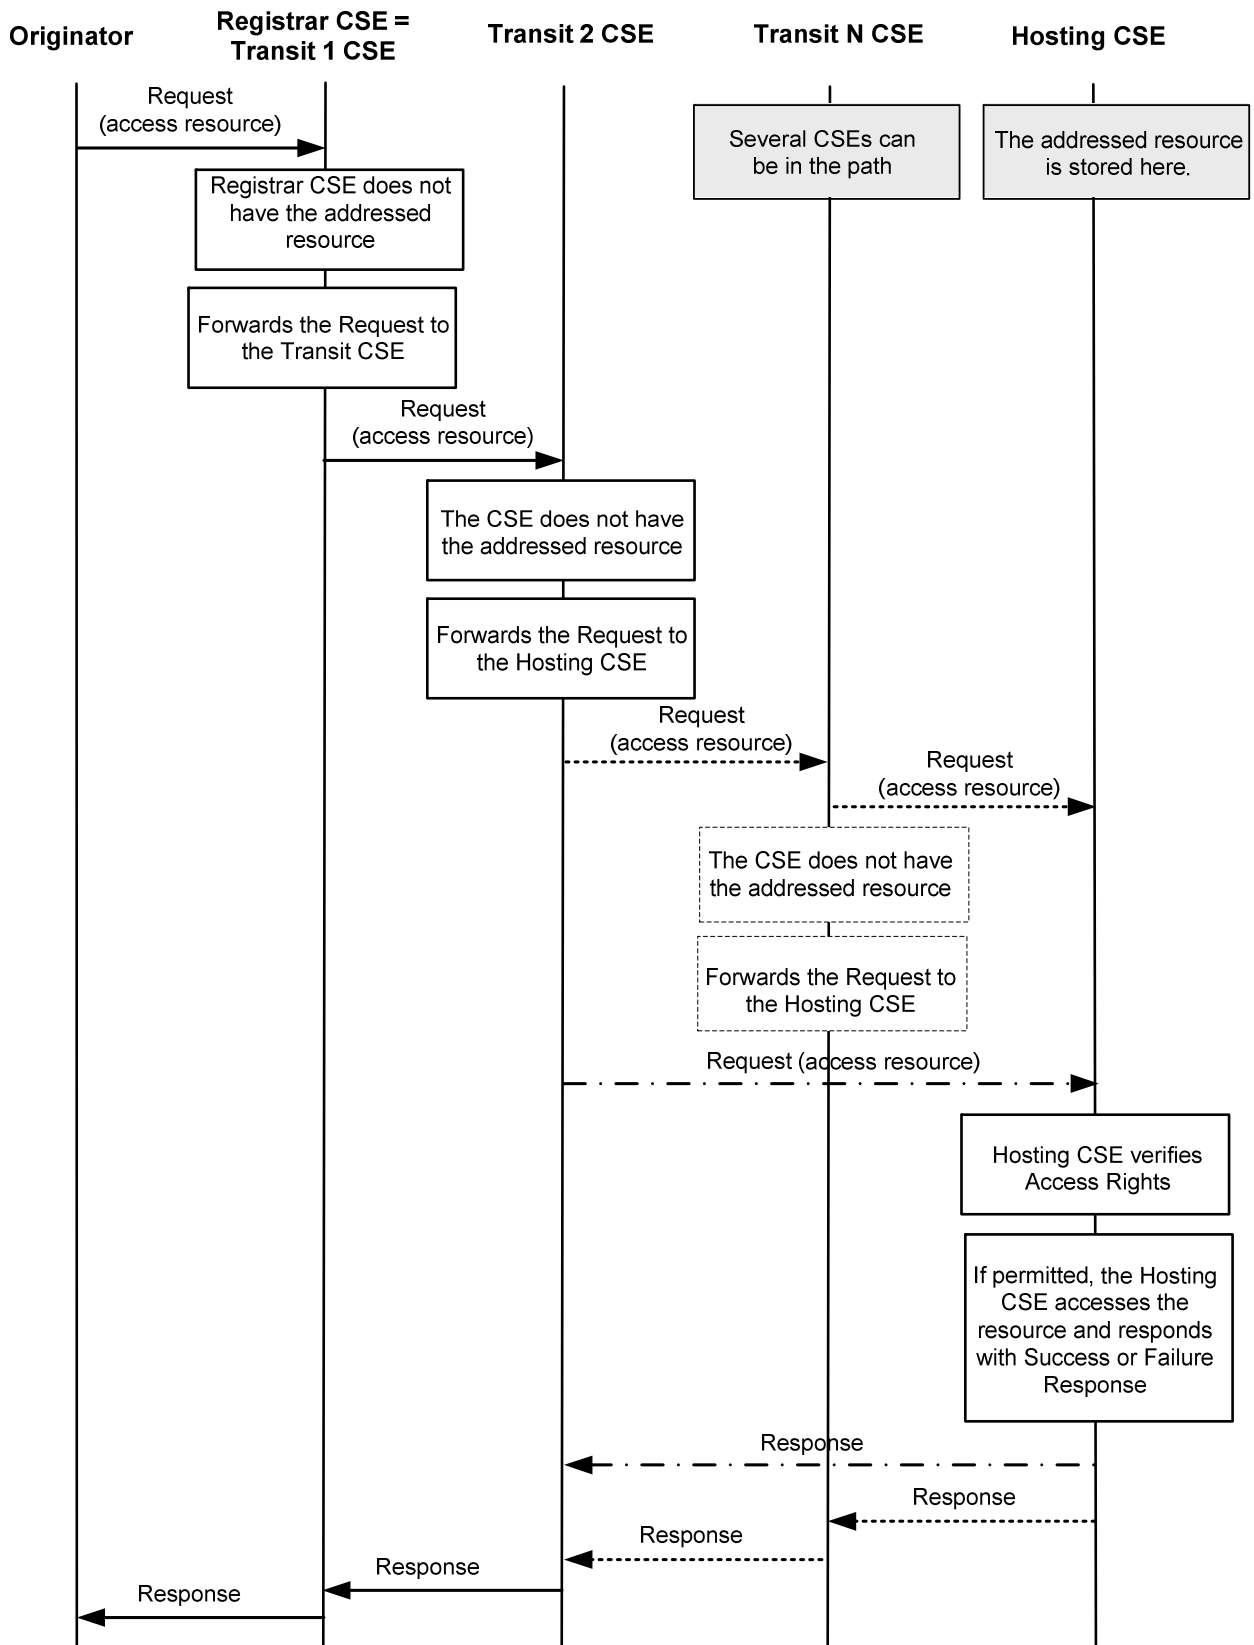 Originator
Registrar CSE =
Transit 1 CSE
Transit 2 CSE
Transit N CSE
Hosting CSE
Request
(access resource)
Several CSEs can
be in the path
The addressed resource
is stored here.
Registrar CSE does not
have the addressed
resource
Forwards the Request to
the Transit CSE
Request
(access resource)
The CSE does not have
the addressed resource
Forwards the Request to
the Hosting CSE
Request
(access resource)
Request
(access resource)
The CSE does not have
the addressed resource
Forwards the Request to
the Hosting CSE
Request (access resource)
Hosting CSE verifies
Access Rights
If permitted, the Hosting
CSE accesses the
resource and responds
with Success or Failure
Response
Response
Response
Response
Response
Response